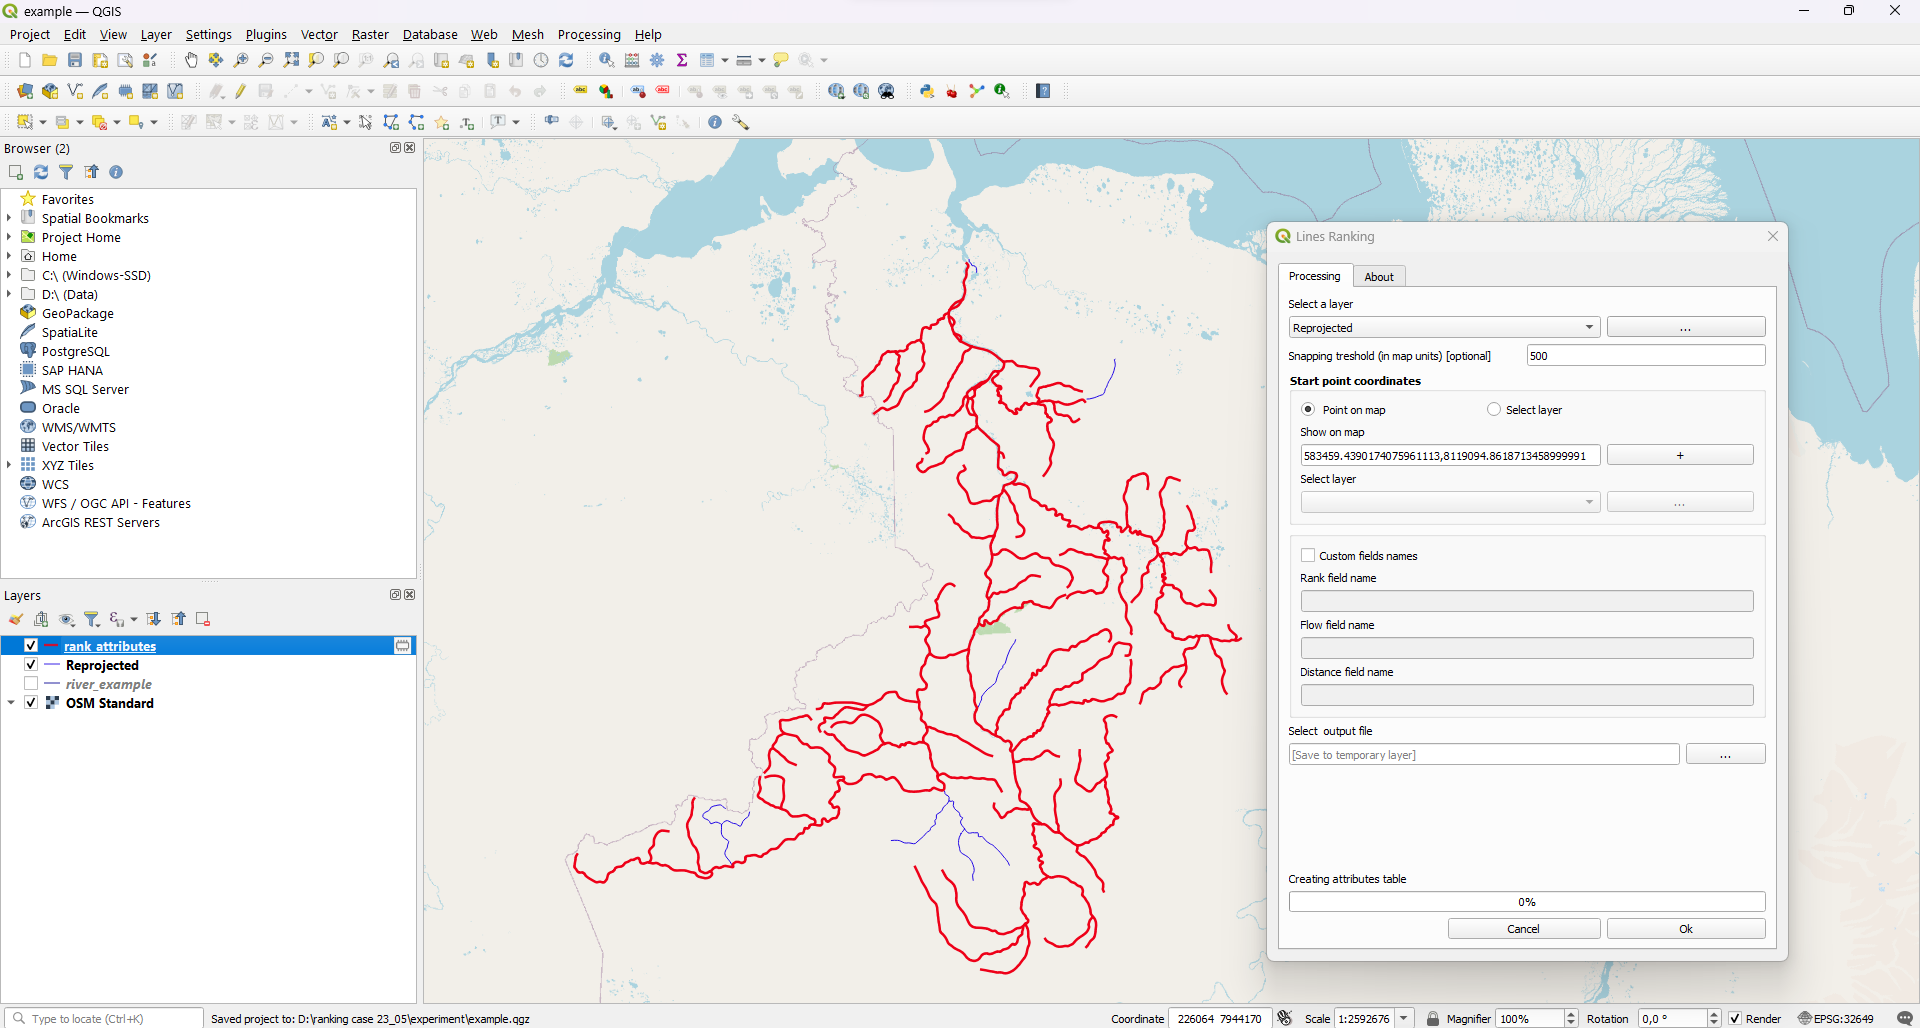 example — QGIS
Project Edit View Layer Settings Plugins Vector Raster Database Web Mesh Processing Help
Browser (2)
Favorites
Spatial Bookmarks
Project Home
Home
C:\ (Windows-SSD)
D:\ (Data)
GeoPackage
SpatiaLite
PostgreSQL
SAP HANA
MS SQL Server
Oracle
WMS/WMTS
Vector Tiles
XYZ Tiles
WCS
WFS / OGC API - Features
ArcGIS REST Servers
Layers
rank attributes
Reprojected
river_example
OSM Standard
Lines Ranking
Processing About
Select a layer
Reprojected ...
Snapping treshold (in map units) [optional] 500
Start point coordinates
Point on map Select layer
Show on map
583459.4390174075961113,8119094.8618713458999991 +
Select layer
...
Custom fields names
Rank field name
Flow field name
Distance field name
Select output file
[Save to temporary layer] ...
Creating attributes table
0%
Cancel Ok
Type to locate (Ctrl+K) Saved project to: D:\ranking case 23_05\experiment\example.qgz Coordinate 226064 7944170 Scale 1:2592676 Magnifier 100% Rotation 0,0 ° Render EPSG:32649